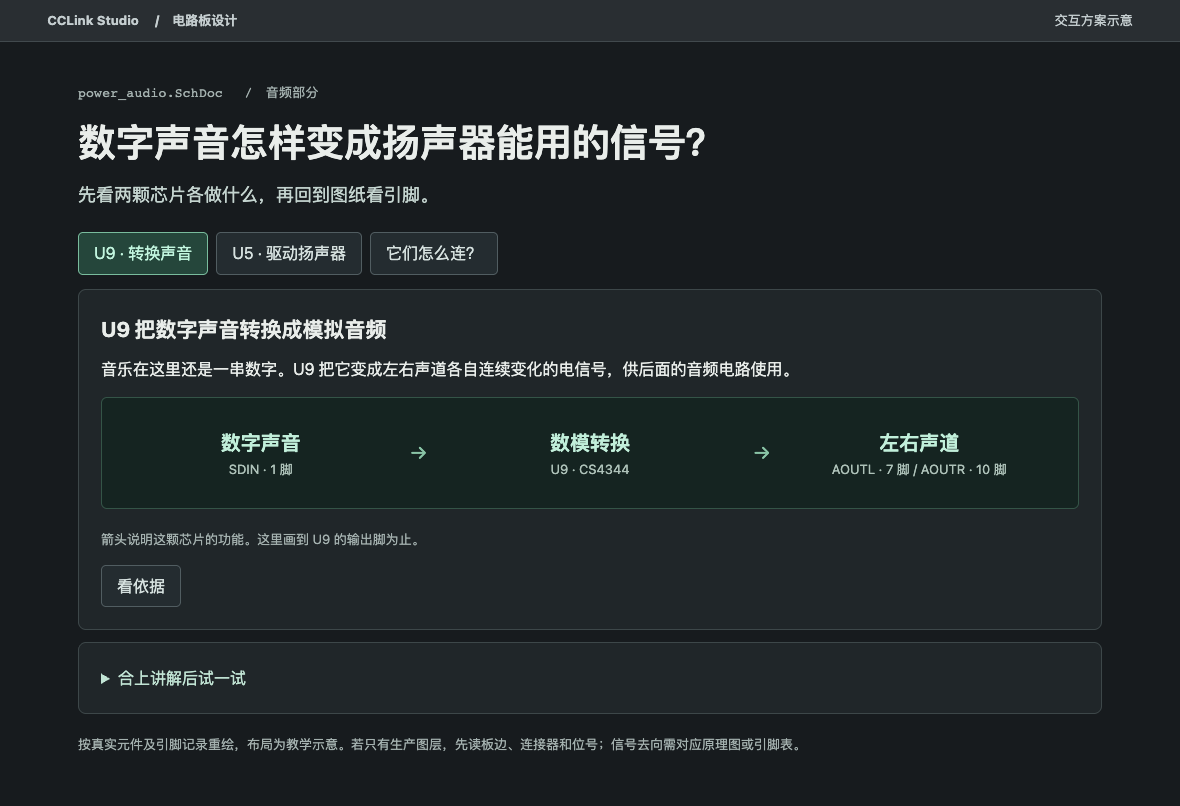 CCLink Studio / 电路板设计
交互方案示意
power_audio.SchDoc / 音频部分
数字声音怎样变成扬声器能用的信号?
先看两颗芯片各做什么，再回到图纸看引脚。
U9 · 转换声音
U5 · 驱动扬声器
它们怎么连?
U9 把数字声音转换成模拟音频
音乐在这里还是一串数字。U9 把它变成左右声道各自连续变化的电信号，供后面的音频电路使用。
数字声音
SDIN · 1 脚
→
数模转换
U9 · CS4344
→
左右声道
AOUTL · 7 脚 / AOUTR · 10 脚
箭头说明这颗芯片的功能。这里画到 U9 的输出脚为止。
看依据
▶ 合上讲解后试一试
按真实元件及引脚记录重绘，布局为教学示意。若只有生产图层，先读板边、连接器和位号；信号去向需对应原理图或引脚表。